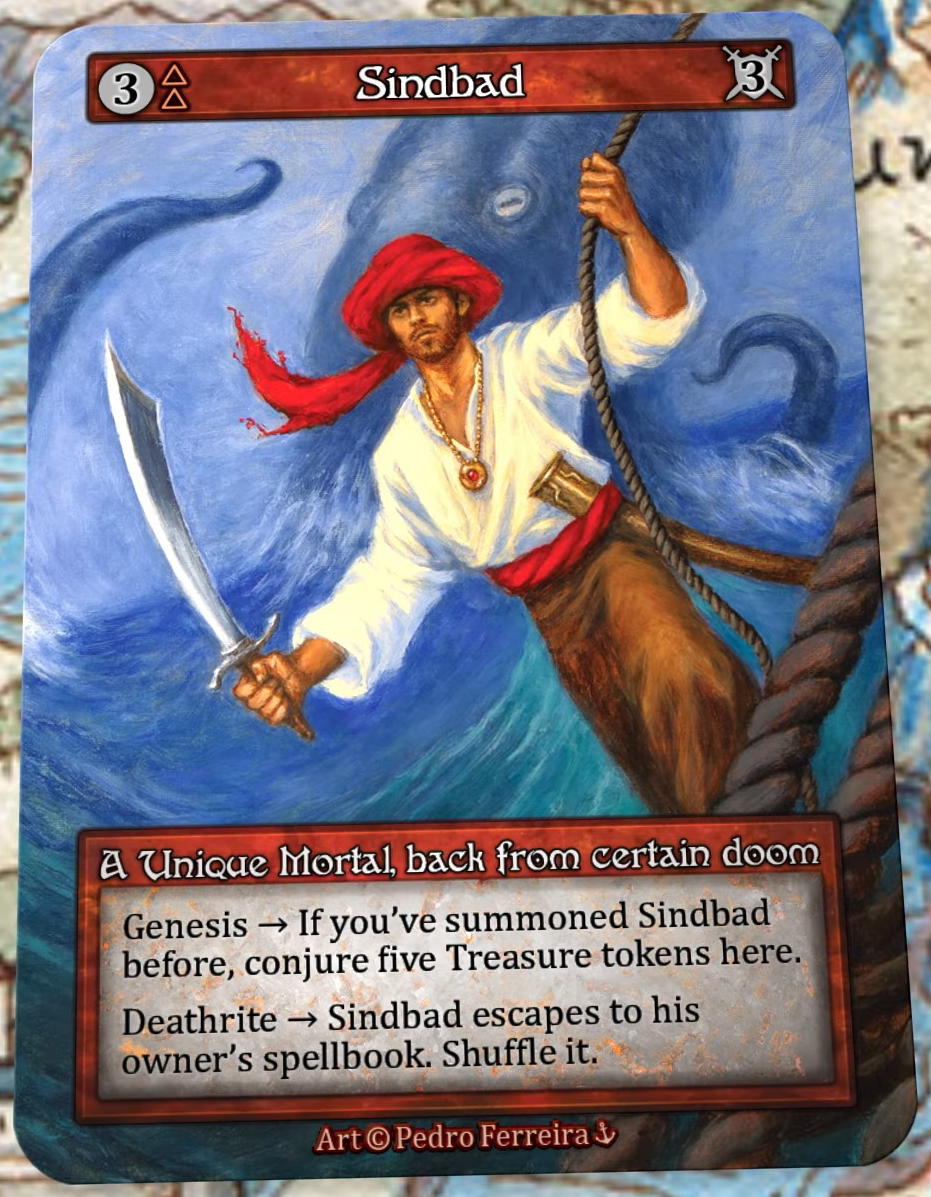 3 Sindbad 3
A Unique Mortal, back from certain doom
Genesis → If you've summoned Sindbad
before, conjure five Treasure tokens here.
Deathrite → Sindbad escapes to his
owner's spellbook. Shuffle it.
Art © Pedro Ferreira